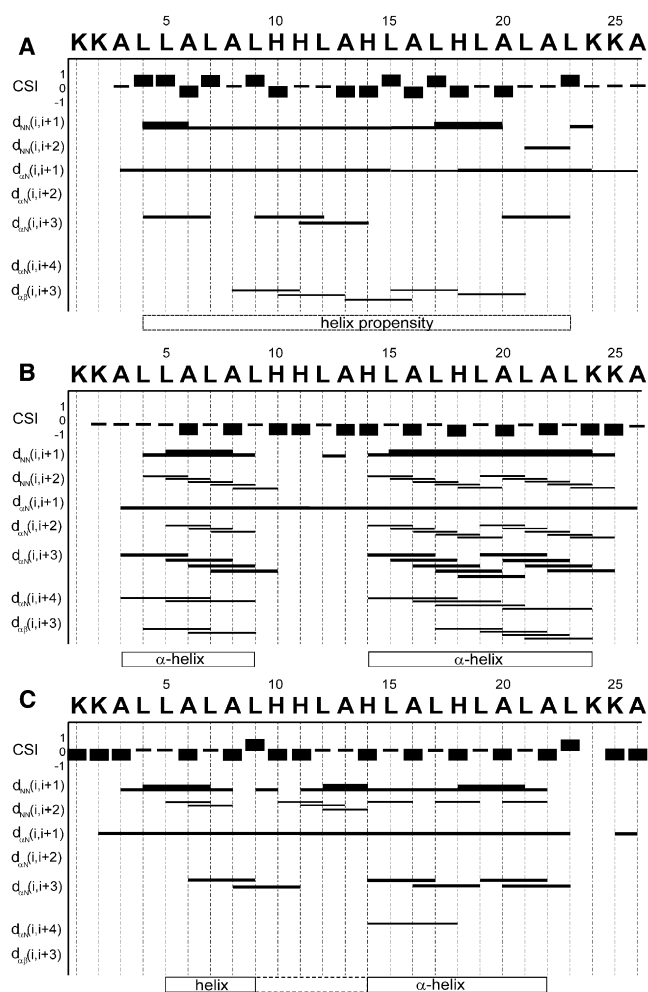 5 10 15 20 25
A K K A L L A L A L H H L A H L A L H L A L A L K K A
1
CSI 0
-1
dNN(i,i+1)
dNN(i,i+2)
dαN(i,i+1)
dαN(i,i+2)
dαN(i,i+3)
dαN(i,i+4)
dαβ(i,i+3)
helix propensity
5 10 15 20 25
B K K A L L A L A L H H L A H L A L H L A L A L K K A
1
CSI 0
-1
dNN(i,i+1)
dNN(i,i+2)
dαN(i,i+1)
dαN(i,i+2)
dαN(i,i+3)
dαN(i,i+4)
dαβ(i,i+3)
α-helix α-helix
5 10 15 20 25
C K K A L L A L A L H H L A H L A L H L A L A L K K A
1
CSI 0
-1
dNN(i,i+1)
dNN(i,i+2)
dαN(i,i+1)
dαN(i,i+2)
dαN(i,i+3)
dαN(i,i+4)
dαβ(i,i+3)
helix α-helix